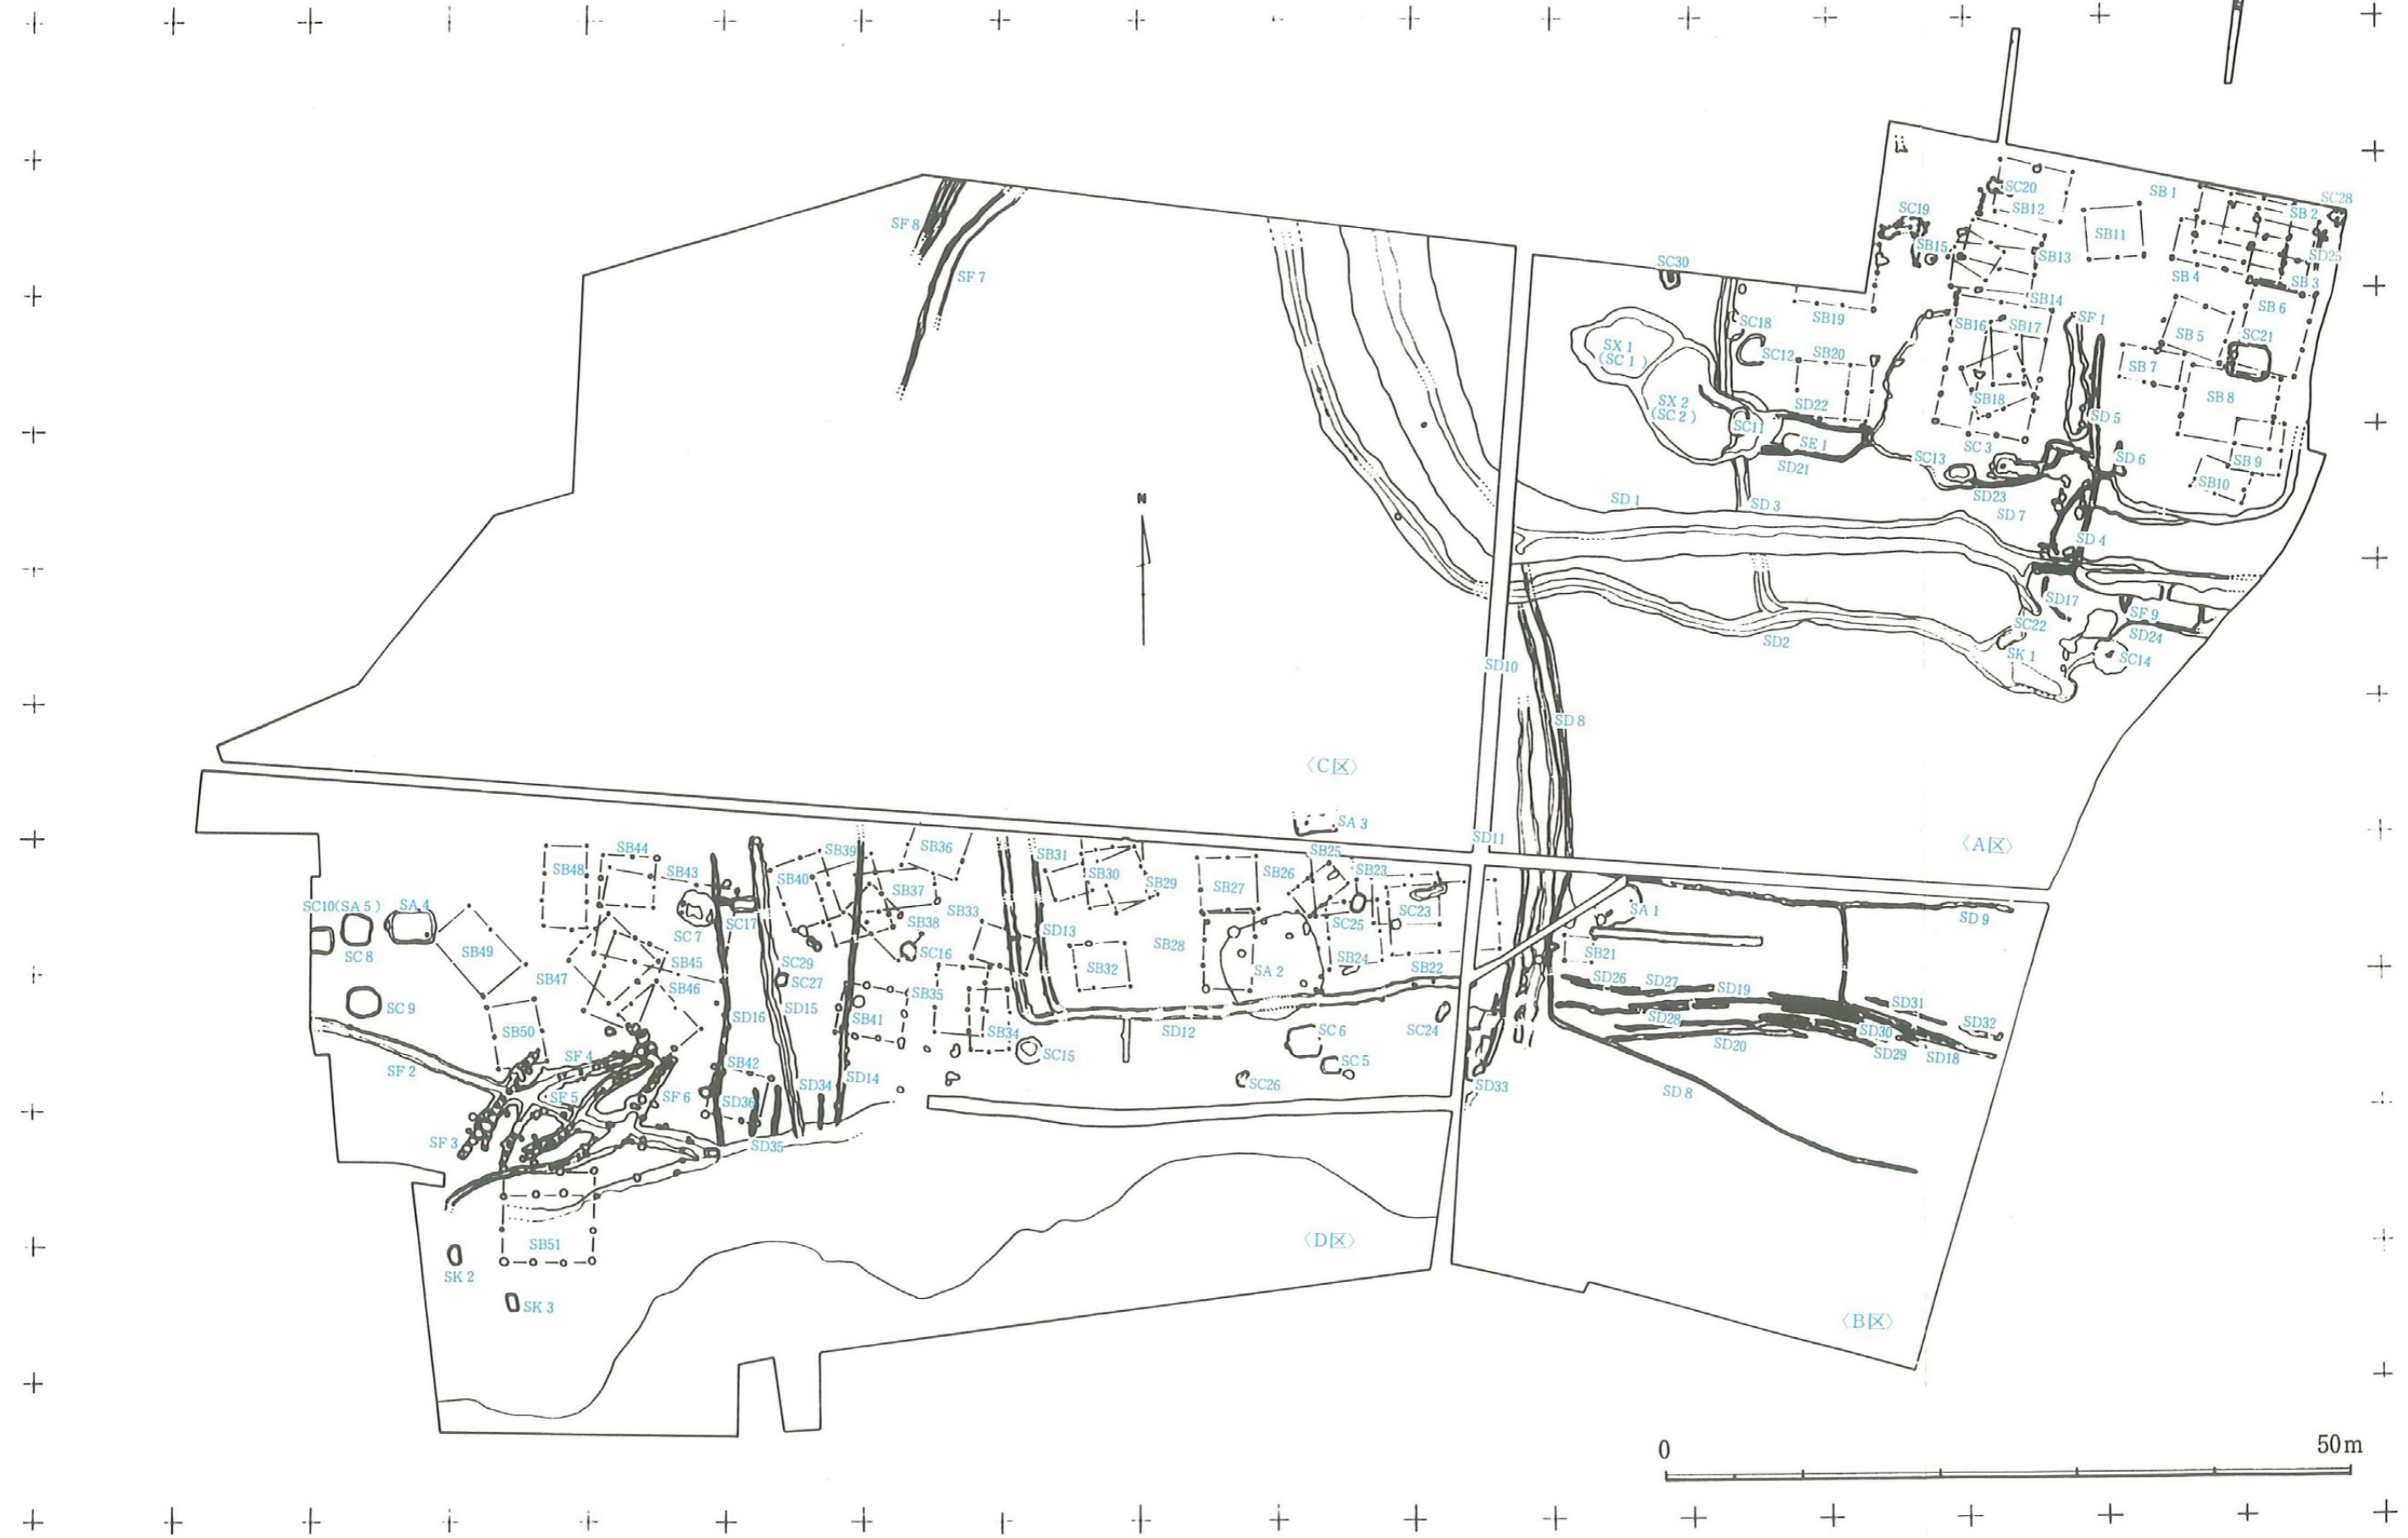 SB 1
SC28
SC20
SB 2
SC19
SB12
SF 8
SB15
SB11
SB13
SD25
SC30
SF 7
SB 4
SB 3
SB14
SB 6
SB19
SF 1
SC18
SB16
SB17
SB 5
SC21
SX 1
(SC 1)
SC12
SB20
SB 7
SX 2
(SC 2)
SD22
SB18
SB 8
SC11
SD 5
SE 1
SC 3
SD21
SC13
SD 6
SB 9
SB10
N
SD 1
SD 3
SD23
SD 7
SD 4
SD17
SF 9
SC22
SD24
SD2
SK 1
SC14
SD10
SD 8
〈C区〉
SA 3
SD11
〈A区〉
SB44
SB39
SB36
SB31
SB25
SB48
SB43
SB40
SB37
SB30
SB29
SB27
SB26
SB23
SC10(SA 5)
SA 4
SC17
SB38
SB33
SC25
SC23
SA 1
SD 9
SC 7
SD13
SC 8
SB49
SB47
SB45
SC29
SC16
SB32
SB28
SA 2
SB24
SB22
SB21
SB46
SC27
SB35
SD26
SD27
SD19
SC 9
SD16
SD15
SB41
SD31
SB50
SB34
SD12
SC 6
SC24
SD28
SD30
SD32
SF 4
SC15
SD20
SD29
SD18
SF 2
SB42
SC 5
SF 5
SF 6
SD34
SD14
SC26
SD33
SD 8
SD36
SF 3
SD35
SB51
〈D区〉
SK 2
SK 3
〈B区〉
0
50m